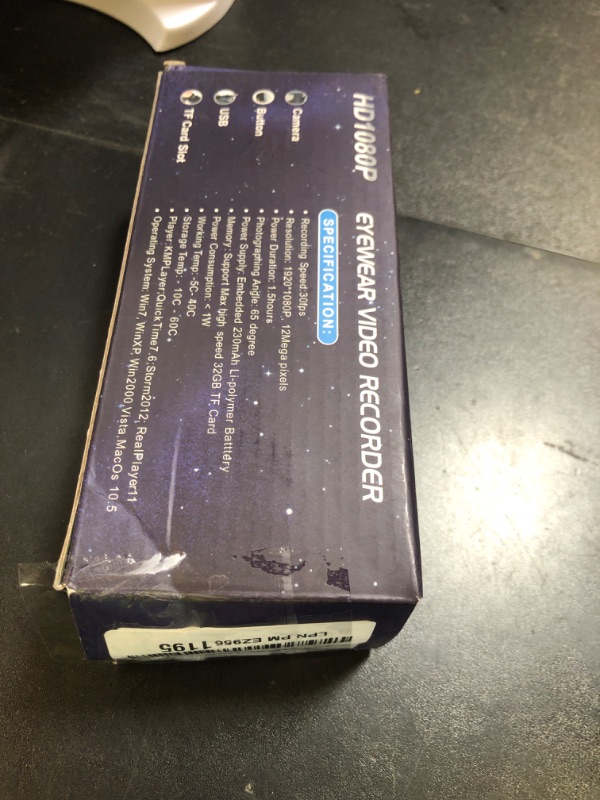 HD1080P EYEWEAR VIDEO RECORDER
Camera
Button
USB
TF Card Slot
SPECIFICATION:
• Recording Speed:30fps
• Resolution: 1920*1080P, 12Mega pixels
• Power Duration: 1.5hours
• Photographing Angle: 65 degree
• Power Supply: Embedded 230mAh Li-polymer Batttery
• Memory: Support Max high speed 32GB TF Card
• Power Consumption: < 1W
• Working Temp:-5C- 40C
• Storage Temp:- 10C - 60C
• Player:KMPLayer;QuickTime7.6;Storm2012; RealPlayer11
• Operating System: Win7, WinXP, Win2000,Vista,MacOs 10.5
LPN PM EZ956 1195